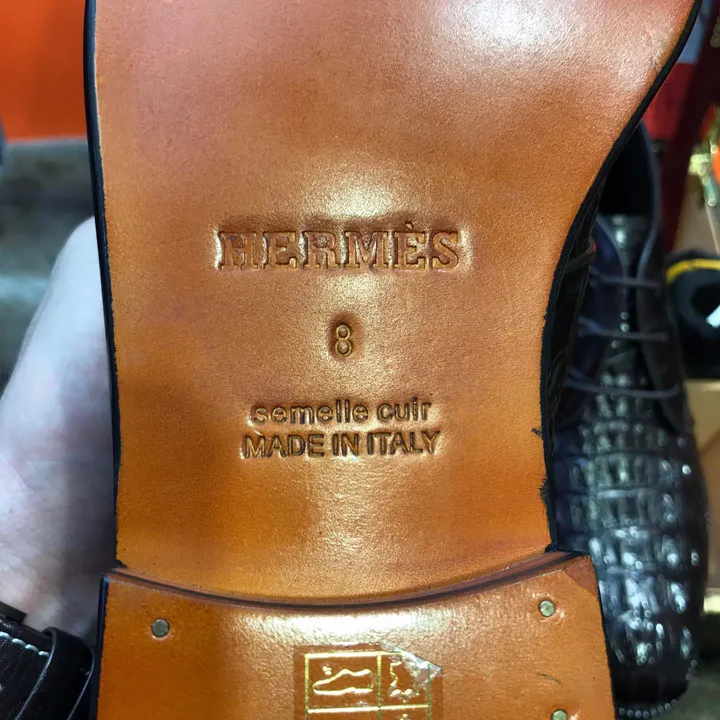 HERMÈS
8
semelle cuir
MADE IN ITALY